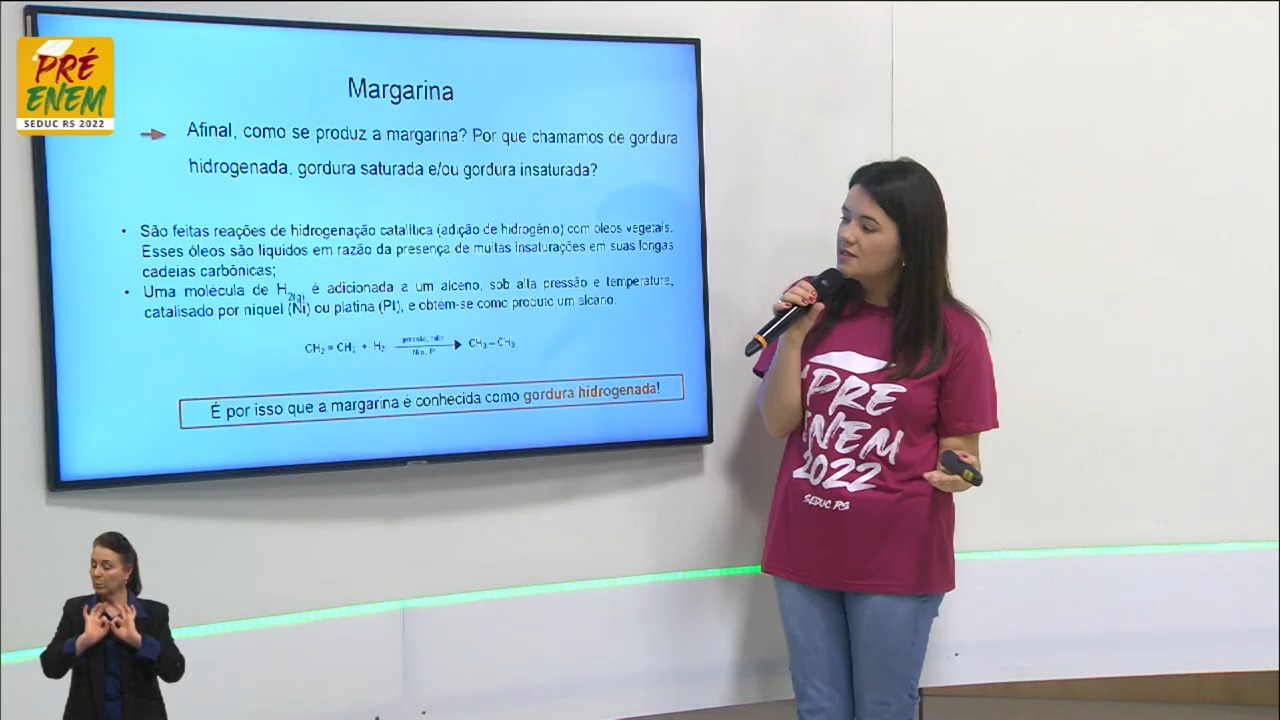 PRÉ
ENEM
SEDUC RS 2022
Margarina
Afinal, como se produz a margarina? Por que chamamos de gordura
hidrogenada, gordura saturada e/ou gordura insaturada?
• São feitas reações de hidrogenação catalítica (adição de hidrogênio) com óleos vegetais.
Esses óleos são líquidos em razão da presença de muitas insaturações em suas longas
cadeias carbônicas;
• Uma molécula de H2(g) é adicionada a um alceno, sob alta pressão e temperatura,
catalisado por níquel (Ni) ou platina (Pt), e obtém-se como produto um alcano.
pressão, calor
CH₂ = CH₂ + H₂ CH₃ – CH₃
É por isso que a margarina é conhecida como gordura hidrogenada!
PRE
ENEM
2022
SEDUC RS